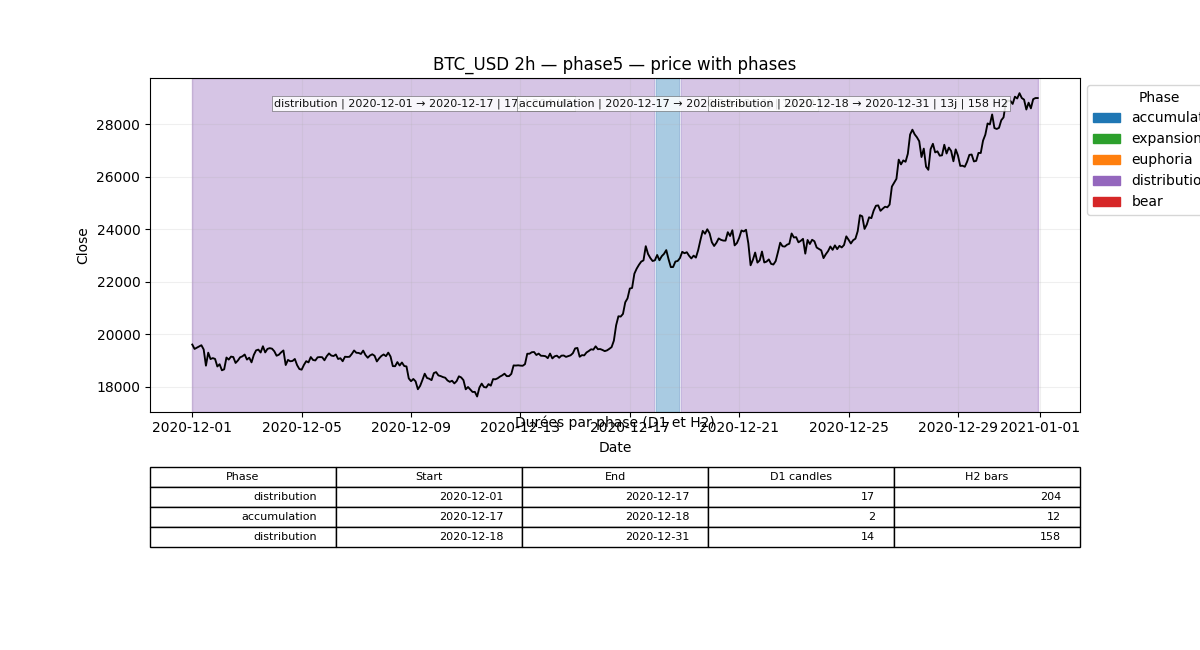 BTC_USD 2h — phase5 — price with phases
distribution | 2020-12-01 → 2020-12-17 | 17
accumulation | 2020-12-17 → 202
distribution | 2020-12-18 → 2020-12-31 | 13j | 158 H2
Phase
accumulat
expansion
euphoria
distributio
bear
Close
28000
26000
24000
22000
20000
18000
2020-12-01 2020-12-05 2020-12-09 2020-12-13 2020-12-17 2020-12-21 2020-12-25 2020-12-29 2021-01-01
Durées par phase (D1 et H2)
Date
Phase Start End D1 candles H2 bars
distribution 2020-12-01 2020-12-17 17 204
accumulation 2020-12-17 2020-12-18 2 12
distribution 2020-12-18 2020-12-31 14 158